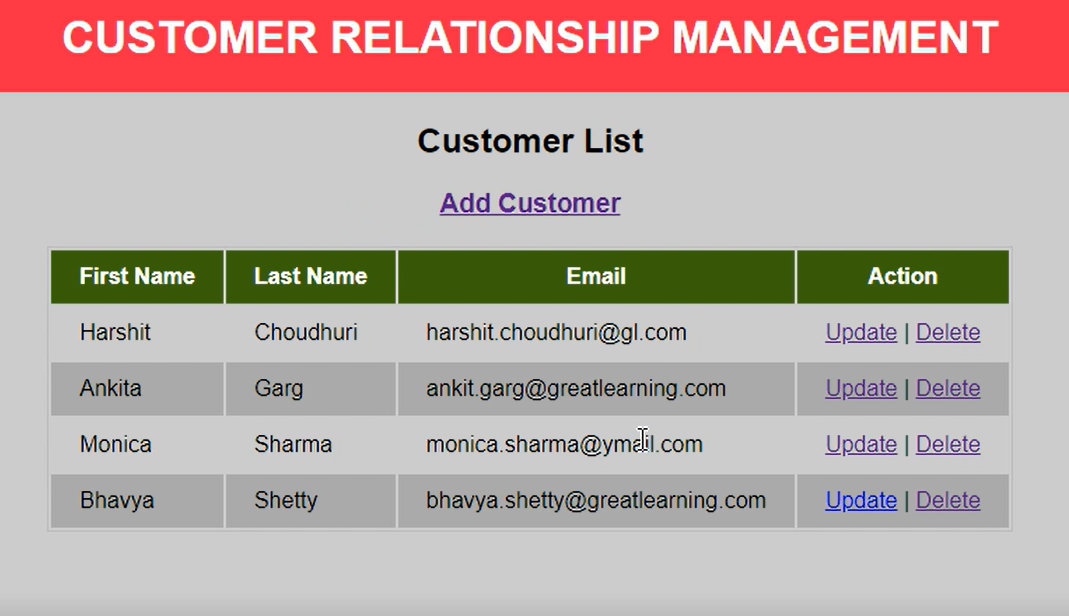 CUSTOMER RELATIONSHIP MANAGEMENT
Customer List
Add Customer
First Name Last Name Email Action
Harshit Choudhuri harshit.choudhuri@gl.com Update | Delete
Ankita Garg ankit.garg@greatlearning.com Update | Delete
Monica Sharma monica.sharma@ymail.com Update | Delete
Bhavya Shetty bhavya.shetty@greatlearning.com Update | Delete